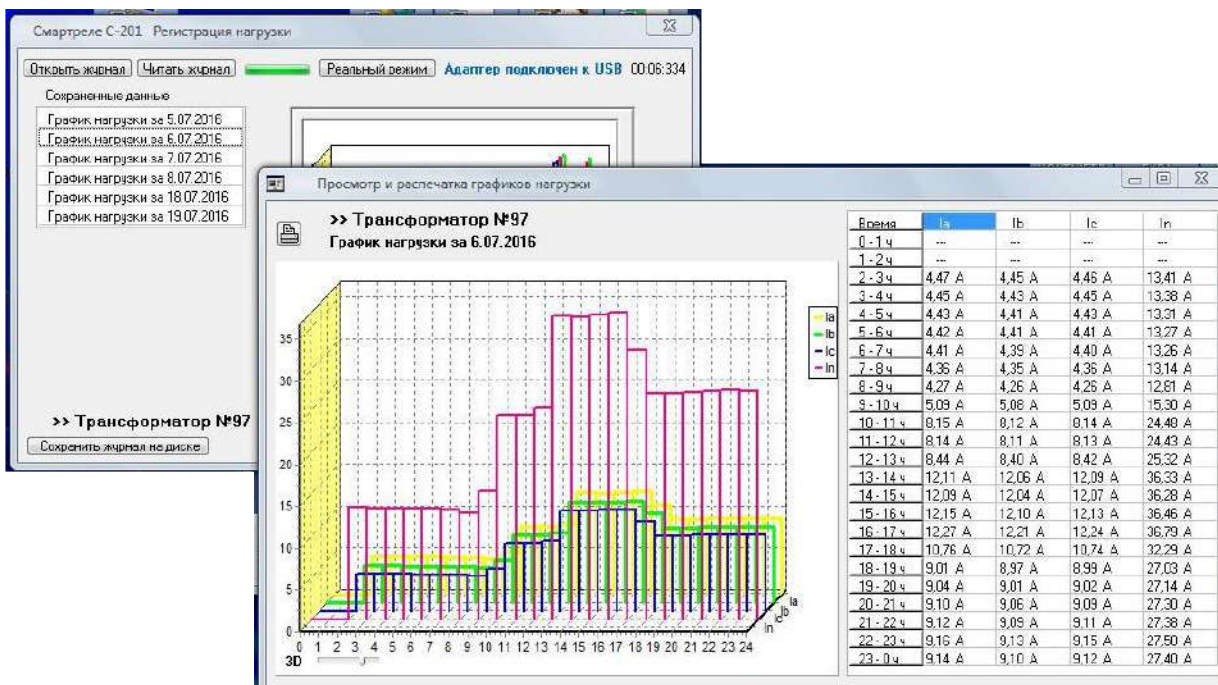 Смартреле С-201 Регистрация нагрузки
Открыть журнал Читать журнал Реальный режим Адаптер подключен к USB 00:06:334
Сохраненные данные
График нагрузки за 5.07.2016
График нагрузки за 6.07.2016
График нагрузки за 7.07.2016
График нагрузки за 8.07.2016
График нагрузки за 18.07.2016
График нагрузки за 19.07.2016
>> Трансформатор №97
Сохранить журнал на диске
Просмотр и распечатка графиков нагрузки
>> Трансформатор №97
График нагрузки за 6.07.2016
35
30
25
20
15
10
5
0
0 1 2 3 4 5 6 7 8 9 10 11 12 13 14 15 16 17 18 19 20 21 22 23 24
3D
Ia
Ib
Ic
In
In Ic Ib Ia
Время Ia Ib Ic In
0 - 1 ч --- --- --- ---
1 - 2 ч --- --- --- ---
2 - 3 ч 4,47 A 4,45 A 4,46 A 13,41 A
3 - 4 ч 4,45 A 4,43 A 4,45 A 13,38 A
4 - 5 ч 4,43 A 4,41 A 4,43 A 13,31 A
5 - 6 ч 4,42 A 4,41 A 4,41 A 13,27 A
6 - 7 ч 4,41 A 4,39 A 4,40 A 13,26 A
7 - 8 ч 4,36 A 4,35 A 4,36 A 13,14 A
8 - 9 ч 4,27 A 4,26 A 4,26 A 12,81 A
9 - 10 ч 5,09 A 5,08 A 5,09 A 15,30 A
10 - 11 ч 8,15 A 8,12 A 8,14 A 24,48 A
11 - 12 ч 8,14 A 8,11 A 8,13 A 24,43 A
12 - 13 ч 8,44 A 8,40 A 8,42 A 25,32 A
13 - 14 ч 12,11 A 12,06 A 12,09 A 36,33 A
14 - 15 ч 12,09 A 12,04 A 12,07 A 36,28 A
15 - 16 ч 12,15 A 12,10 A 12,13 A 36,46 A
16 - 17 ч 12,27 A 12,21 A 12,24 A 36,79 A
17 - 18 ч 10,76 A 10,72 A 10,74 A 32,29 A
18 - 19 ч 9,01 A 8,97 A 8,99 A 27,03 A
19 - 20 ч 9,04 A 9,01 A 9,02 A 27,14 A
20 - 21 ч 9,10 A 9,06 A 9,09 A 27,30 A
21 - 22 ч 9,12 A 9,09 A 9,11 A 27,38 A
22 - 23 ч 9,16 A 9,13 A 9,15 A 27,50 A
23 - 0 ч 9,14 A 9,10 A 9,12 A 27,40 A